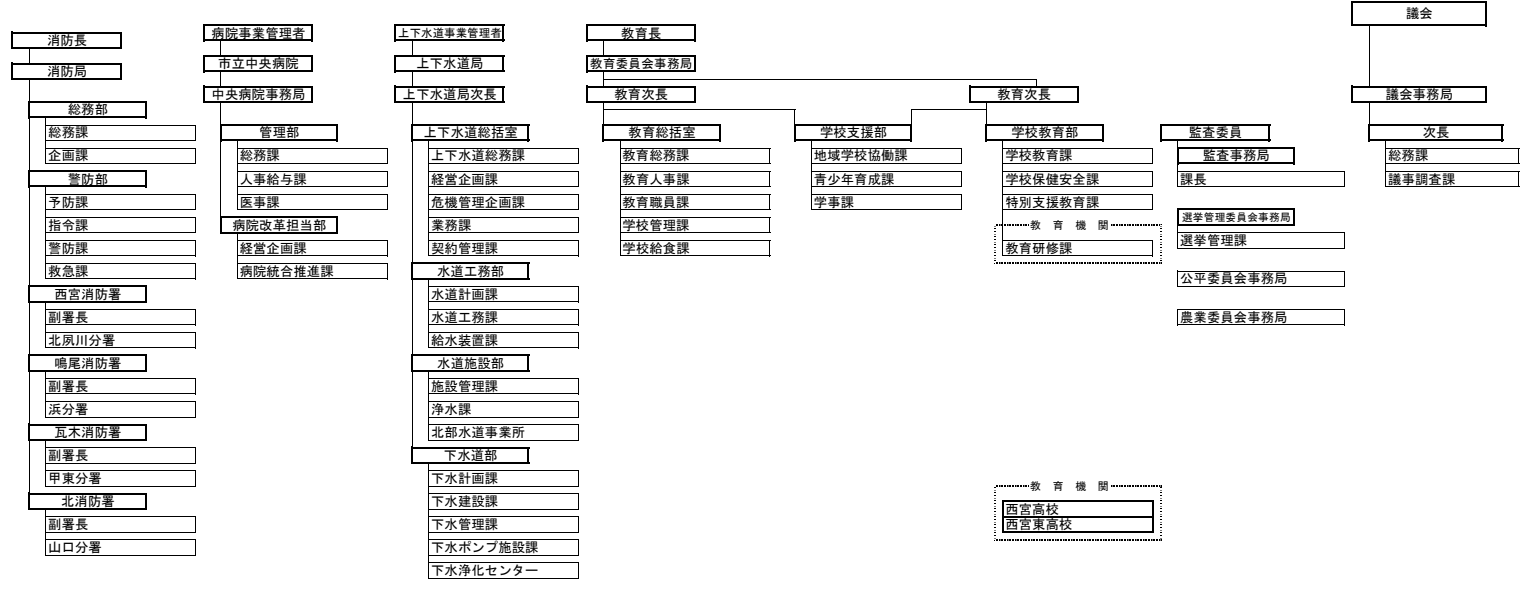 消防長
消防局
総務部
総務課
企画課
警防部
予防課
指令課
警防課
救急課
西宮消防署
副署長
北夙川分署
鳴尾消防署
副署長
浜分署
瓦木消防署
副署長
甲東分署
北消防署
副署長
山口分署
病院事業管理者
市立中央病院
中央病院事務局
管理部
総務課
人事給与課
医事課
病院改革担当部
経営企画課
病院統合推進課
上下水道事業管理者
上下水道局
上下水道局次長
上下水道総括室
上下水道総務課
経営企画課
危機管理企画課
業務課
契約管理課
水道工務部
水道計画課
水道工務課
給水装置課
水道施設部
施設管理課
浄水課
北部水道事業所
下水道部
下水計画課
下水建設課
下水管理課
下水ポンプ施設課
下水浄化センター
教育長
教育委員会事務局
教育次長
教育総括室
教育総務課
教育人事課
教育職員課
学校管理課
学校給食課
学校支援部
地域学校協働課
青少年育成課
学事課
教育次長
学校教育部
学校教育課
学校保健安全課
特別支援教育課
教 育 機 関
教育研修課
教 育 機 関
西宮高校
西宮東高校
監査委員
監査事務局
課長
選挙管理委員会事務局
選挙管理課
公平委員会事務局
農業委員会事務局
議会
議会事務局
次長
総務課
議事調査課